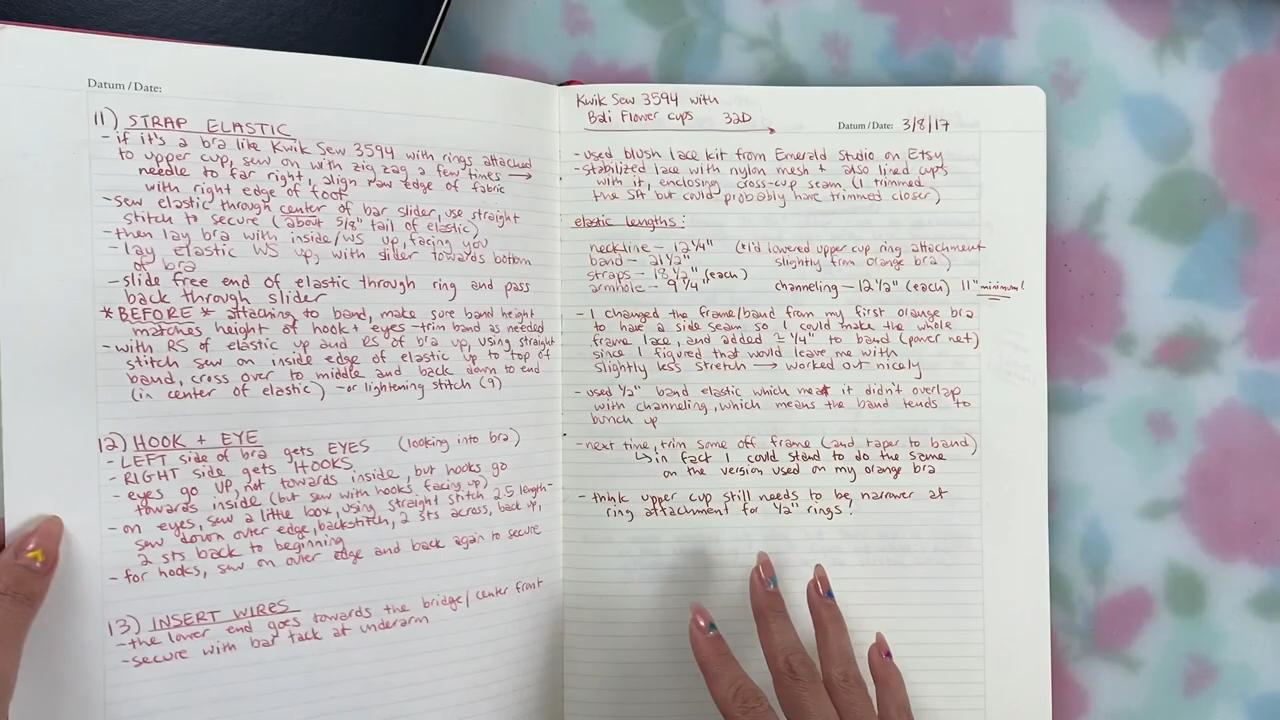 Datum/Date:
11) STRAP ELASTIC
- if it's a bra like Kwik Sew 3594 with rings attached
to upper cup, sew on with zig zag a few times →
needle to far right, align raw edge of fabric
with right edge of foot
- sew elastic through center of bar slider, use straight
stitch to secure (about 5/8" tail of elastic)
- then lay bra with inside/WS up, facing you
- lay elastic WS up, with slider towards bottom
of bra
- slide free end of elastic through ring and pass
back through slider
*BEFORE* attaching to band, make sure band height
matches height of hook + eyes - trim band as needed
- with RS of elastic up and RS of bra up, using straight
stitch sew on inside edge of elastic up to top of
band, cross over to middle and back down to end
(in center of elastic) - or lightening stitch (9)
12) HOOK + EYE
- LEFT side of bra gets EYES (looking into bra)
- RIGHT side gets HOOKS
- eyes go UP, not towards inside, but hooks go
towards inside (but sew with hooks facing up)
- on eyes, sew a little box, using straight stitch 2.5 length-
sew down outer edge, backstitch, 2 sts across, back up,
2 sts back to beginning
- for hooks, sew on outer edge and back again to secure
13) INSERT WIRES
- the lower end goes towards the bridge/center front
- secure with bar tack at underarm
Kwik Sew 3594 with
Bali Flower cups 32D
Datum/Date: 3/8/17
- used blush lace kit from Emerald Studio on Etsy
- stabilized lace with nylon mesh + also lined cups
with it, enclosing cross-cup seam (I trimmed
the SA but could probably have trimmed closer)
elastic lengths:
neckline - 12 1/4" (*I'd lowered upper cup ring attachment
slightly from orange bra)
band - 21 1/2"
straps - 18 1/2" (each)
armhole - 9 1/4" channeling - 12 1/2" (each) 11" minimum!
- I changed the frame/band from my first orange bra
to have a side seam so I could make the whole
frame lace, and added ≅ 1/4" to band (power net)
since I figured that would leave me with
slightly less stretch → worked out nicely
- used 1/2" band elastic which meant it didn't overlap
with channeling, which means the band tends to
bunch up
- next time, trim some off frame (and taper to band)
↳ in fact I could stand to do the same
on the version used on my orange bra
- think upper cup still needs to be narrower at
ring attachment for 1/2" rings!